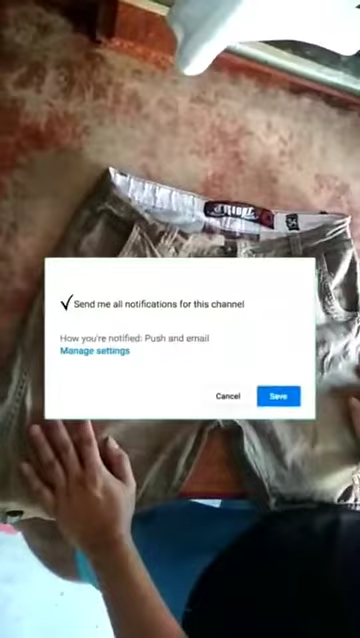 Send me all notifications for this channel
How you're notified: Push and email
Manage settings
Cancel
Save